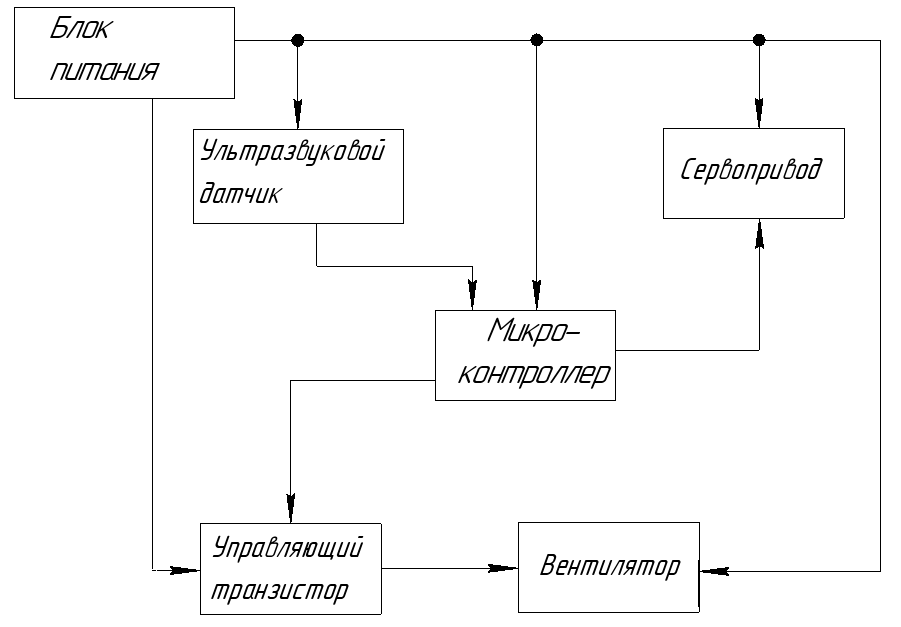 Блок
питания
Ультразвуковой
датчик
Сервопривод
Микро-
контроллер
Управляющий
транзистор
Вентилятор